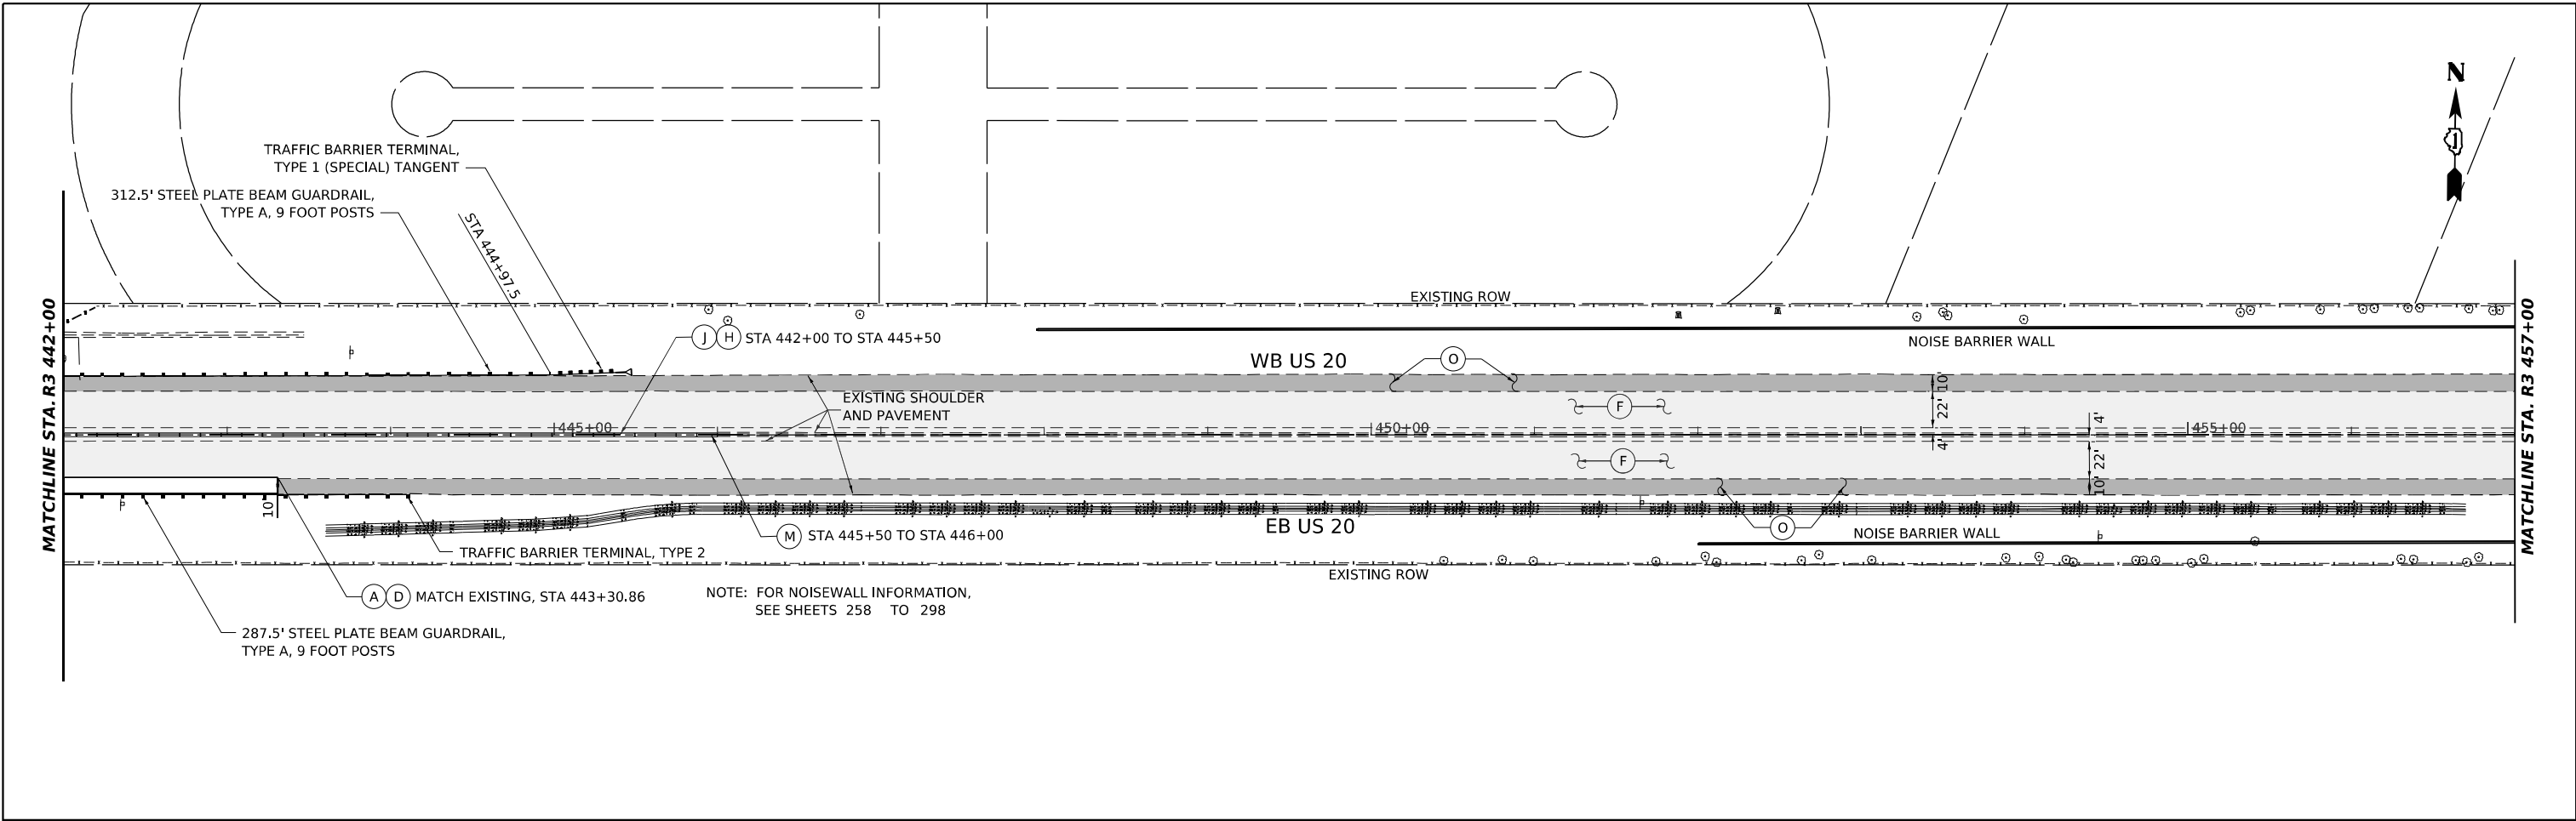 N
TRAFFIC BARRIER TERMINAL,
TYPE 1 (SPECIAL) TANGENT
312.5' STEEL PLATE BEAM GUARDRAIL,
TYPE A, 9 FOOT POSTS
STA 444+97.5
MATCHLINE STA. R3 442+00
MATCHLINE STA. R3 457+00
EXISTING ROW
J H STA 442+00 TO STA 445+50
NOISE BARRIER WALL
WB US 20
O
EXISTING SHOULDER
AND PAVEMENT
F
10'
22'
4'
4'
22'
10'
445+00
450+00
455+00
F
10'
EB US 20
O
NOISE BARRIER WALL
M STA 445+50 TO STA 446+00
TRAFFIC BARRIER TERMINAL, TYPE 2
EXISTING ROW
A D MATCH EXISTING, STA 443+30.86
NOTE: FOR NOISEWALL INFORMATION,
SEE SHEETS 258 TO 298
287.5' STEEL PLATE BEAM GUARDRAIL,
TYPE A, 9 FOOT POSTS